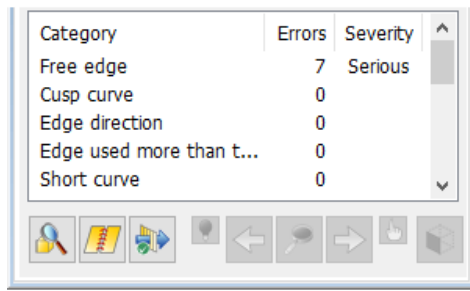 Category Errors Severity
Free edge 7 Serious
Cusp curve 0
Edge direction 0
Edge used more than t... 0
Short curve 0